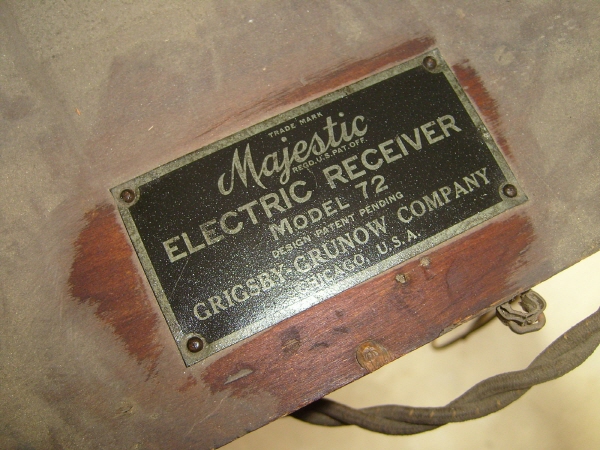 TRADE MARK
Majestic
REG'D. U.S. PAT. OFF.
ELECTRIC RECEIVER
MODEL 72
DESIGN PATENT PENDING
GRIGSBY-GRUNOW COMPANY
CHICAGO, U.S.A.